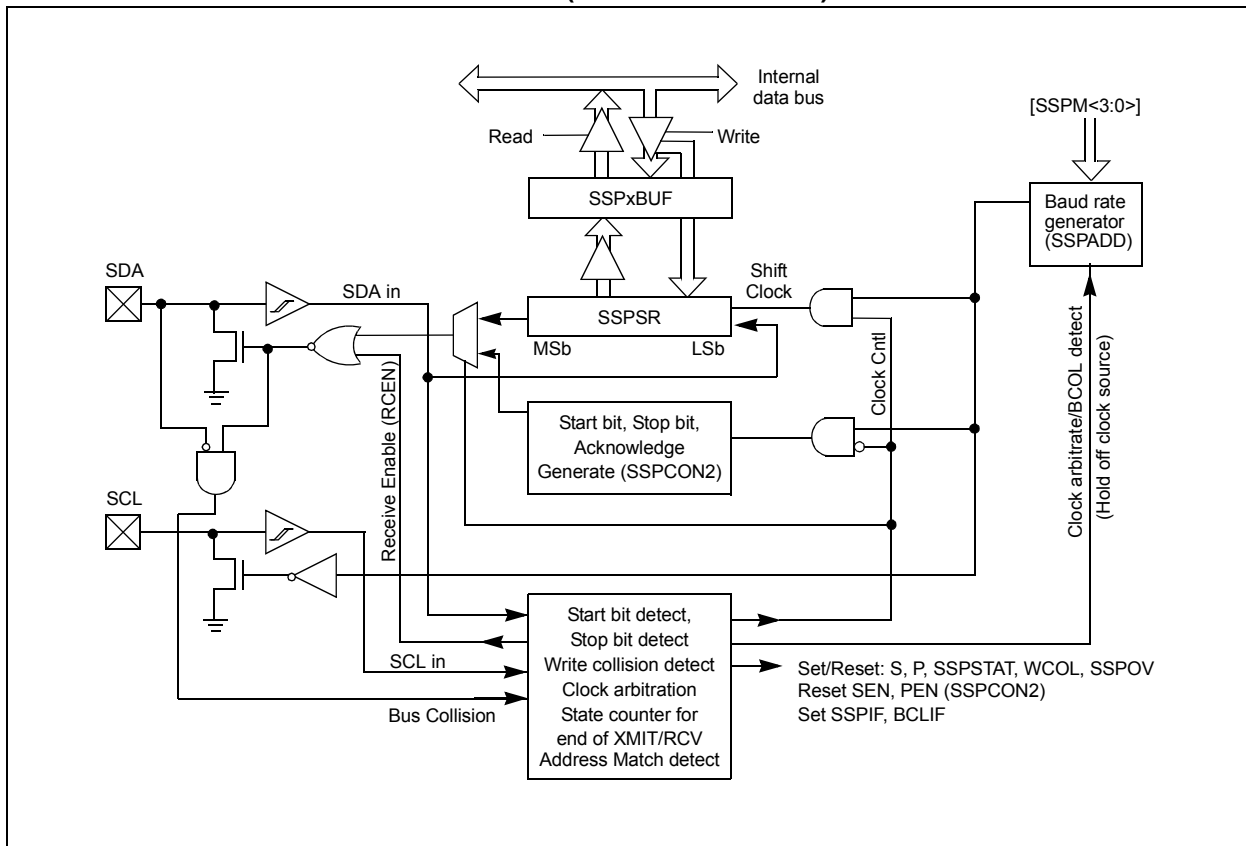 Internal
data bus
[SSPM<3:0>]
Read
Write
SSPxBUF
Baud rate
generator
(SSPADD)
SDA
SDA in
Shift
Clock
SSPSR
MSb
LSb
Clock Cntl
Clock arbitrate/BCOL detect
(Hold off clock source)
Receive Enable (RCEN)
Start bit, Stop bit,
Acknowledge
Generate (SSPCON2)
SCL
SCL in
Bus Collision
Start bit detect,
Stop bit detect
Write collision detect
Clock arbitration
State counter for
end of XMIT/RCV
Address Match detect
Set/Reset: S, P, SSPSTAT, WCOL, SSPOV
Reset SEN, PEN (SSPCON2)
Set SSPIF, BCLIF